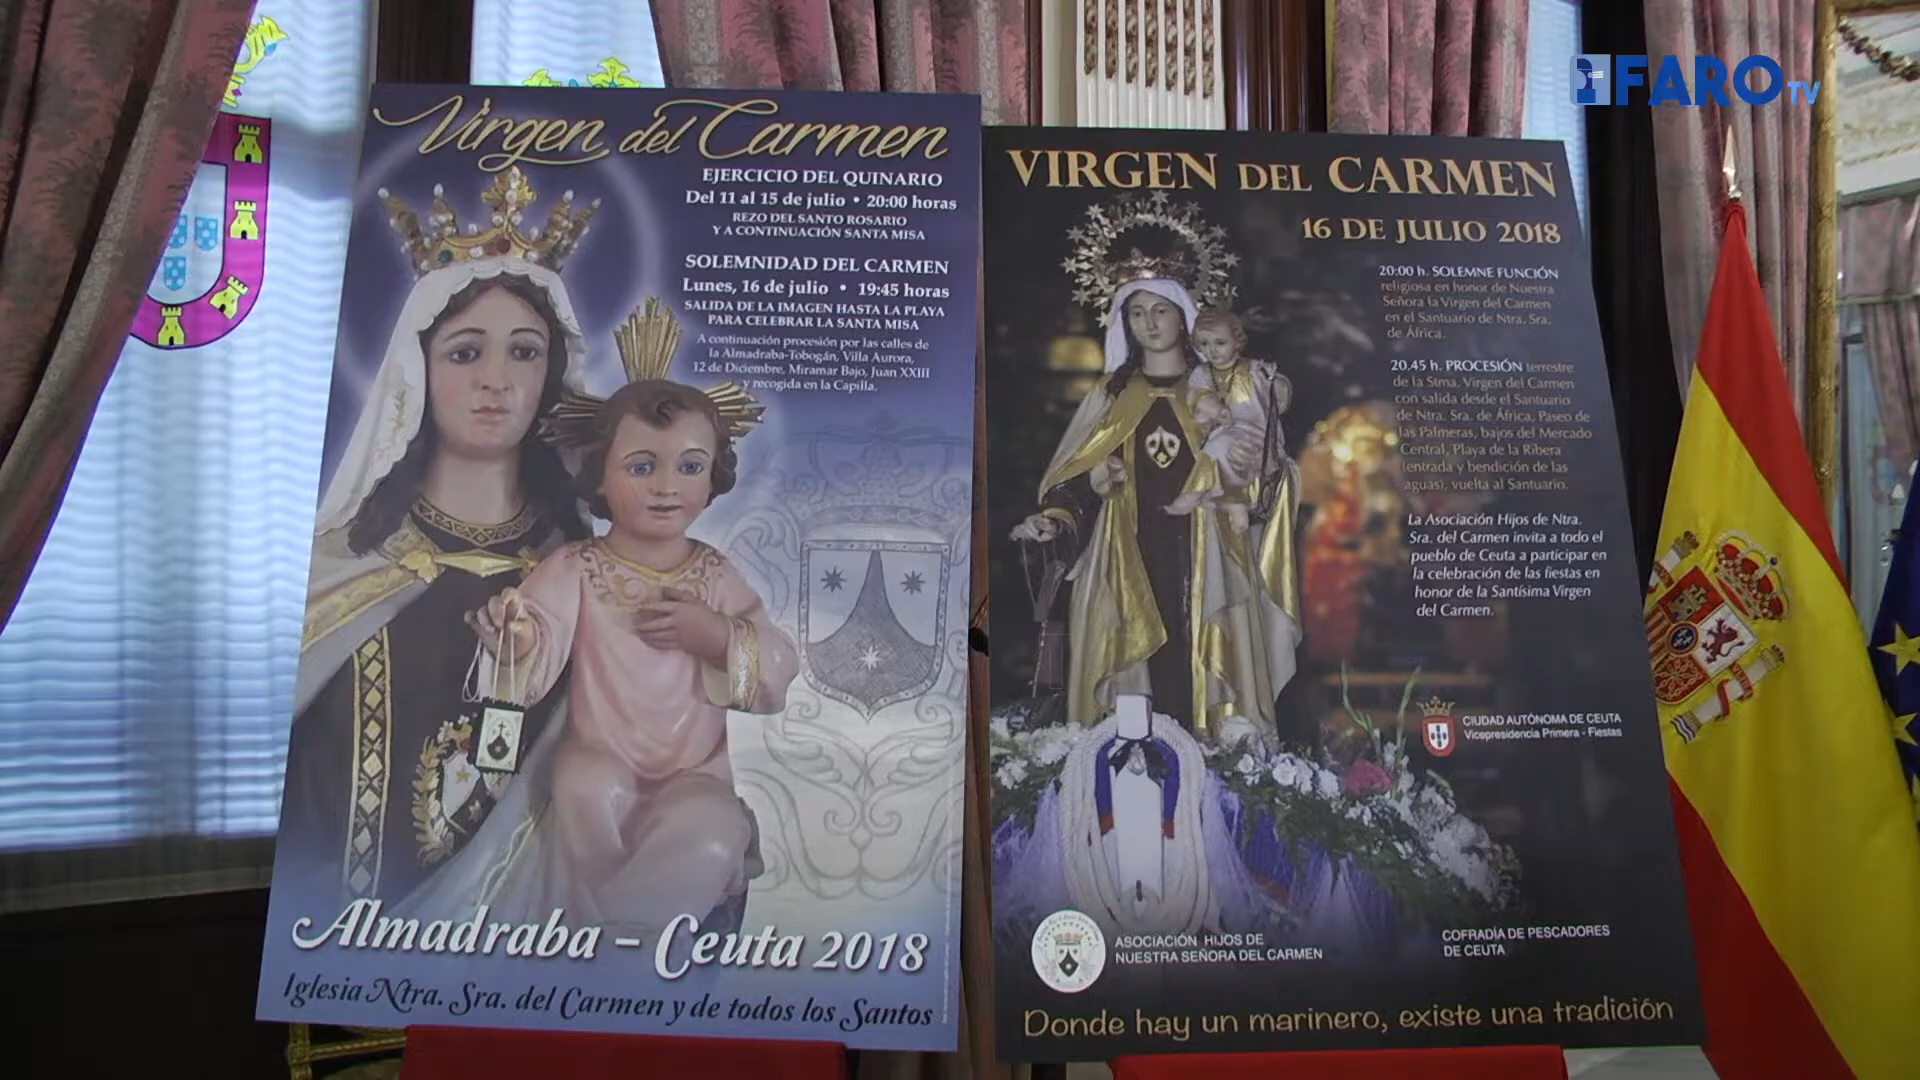 FARO TV
Virgen del Carmen
EJERCICIO DEL QUINARIO
Del 11 al 15 de julio • 20:00 horas
REZO DEL SANTO ROSARIO
Y A CONTINUACIÓN SANTA MISA
SOLEMNIDAD DEL CARMEN
Lunes, 16 de julio • 19:45 horas
SALIDA DE LA IMAGEN HASTA LA PLAYA
PARA CELEBRAR LA SANTA MISA
A continuación procesión por las calles de
la Almadraba-Tobogán, Villa Aurora,
12 de Diciembre, Miramar Bajo, Juan XXIII
y recogida en la Capilla.
Almadraba - Ceuta 2018
Iglesia Ntra. Sra. del Carmen y de todos los Santos
VIRGEN DEL CARMEN
16 DE JULIO 2018
20:00 h. SOLEMNE FUNCIÓN
religiosa en honor de Nuestra
Señora la Virgen del Carmen
en el Santuario de Ntra. Sra.
de África.
20.45 h. PROCESIÓN terrestre
de la Stma. Virgen del Carmen
con salida desde el Santuario
de Ntra. Sra. de África, Paseo de
las Palmeras, bajos del Mercado
Central, Playa de la Ribera
(entrada y bendición de las
aguas), vuelta al Santuario.
La Asociación Hijos de Ntra.
Sra. del Carmen invita a todo el
pueblo de Ceuta a participar en
la celebración de las fiestas en
honor de la Santísima Virgen
del Carmen.
CIUDAD AUTÓNOMA DE CEUTA
Vicepresidencia Primera - Fiestas
ASOCIACIÓN HIJOS DE
NUESTRA SEÑORA DEL CARMEN
COFRADÍA DE PESCADORES
DE CEUTA
Donde hay un marinero, existe una tradición